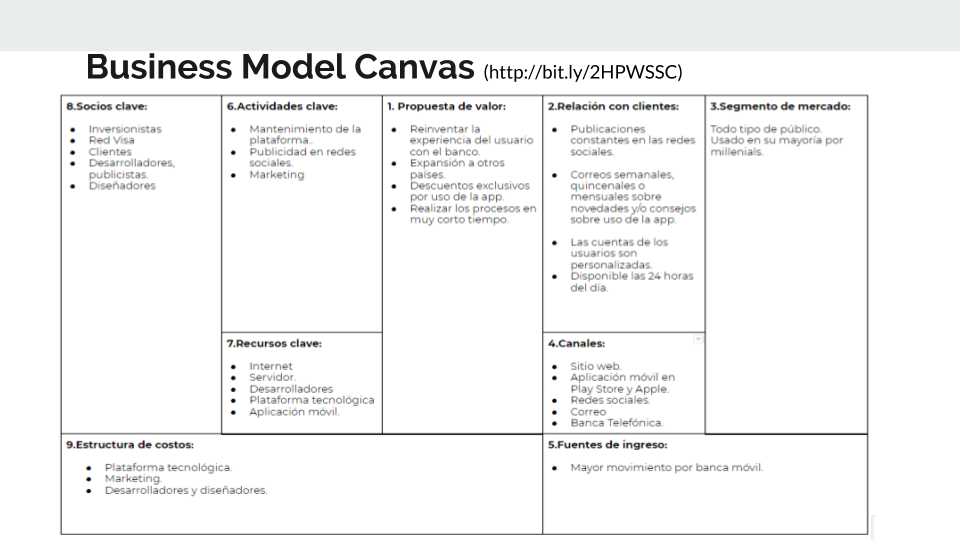 Business Model Canvas (http://bit.ly/2HPWSSC)
8.Socios clave:
● Inversionistas
● Red Visa
● Clientes
● Desarrolladores,
publicistas.
● Diseñadores
6.Actividades clave:
● Mantenimiento de la
plataforma..
● Publicidad en redes
sociales.
● Marketing
7.Recursos clave:
● Internet
● Servidor.
● Desarrolladores
● Plataforma tecnológica
● Aplicación móvil.
1. Propuesta de valor:
● Reinventar la
experiencia del usuario
con el banco.
● Expansión a otros
países.
● Descuentos exclusivos
por uso de la app.
● Realizar los procesos en
muy corto tiempo.
2.Relación con clientes:
● Publicaciones
constantes en las redes
sociales.
● Correos semanales,
quincenales o
mensuales sobre
novedades y/o consejos
sobre uso de la app.
● Las cuentas de los
usuarios son
personalizadas.
● Disponible las 24 horas
del día.
4.Canales:
● Sitio web.
● Aplicación móvil en
Play Store y Apple.
● Redes sociales.
● Correo
● Banca Telefónica.
3.Segmento de mercado:
Todo tipo de público.
Usado en su mayoría por
millenials.
9.Estructura de costos:
● Plataforma tecnológica.
● Marketing.
● Desarrolladores y diseñadores.
5.Fuentes de ingreso:
● Mayor movimiento por banca móvil.